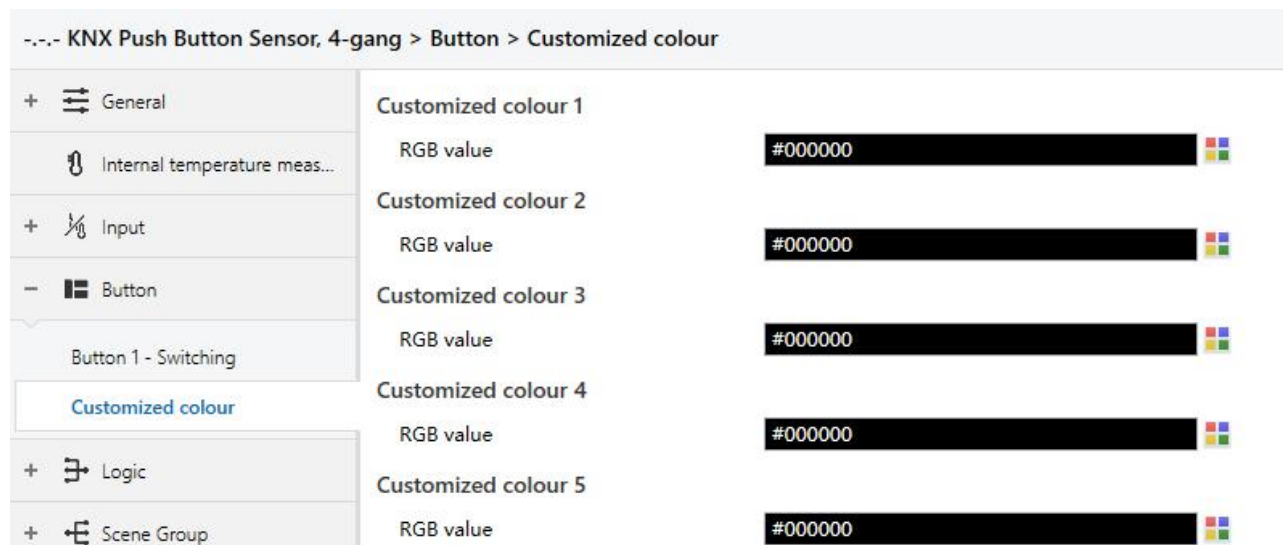 -.-.- KNX Push Button Sensor, 4-gang > Button > Customized colour
+ General
Internal temperature meas...
+ Input
− Button
Button 1 - Switching
Customized colour
+ Logic
+ Scene Group
Customized colour 1
RGB value #000000
Customized colour 2
RGB value #000000
Customized colour 3
RGB value #000000
Customized colour 4
RGB value #000000
Customized colour 5
RGB value #000000